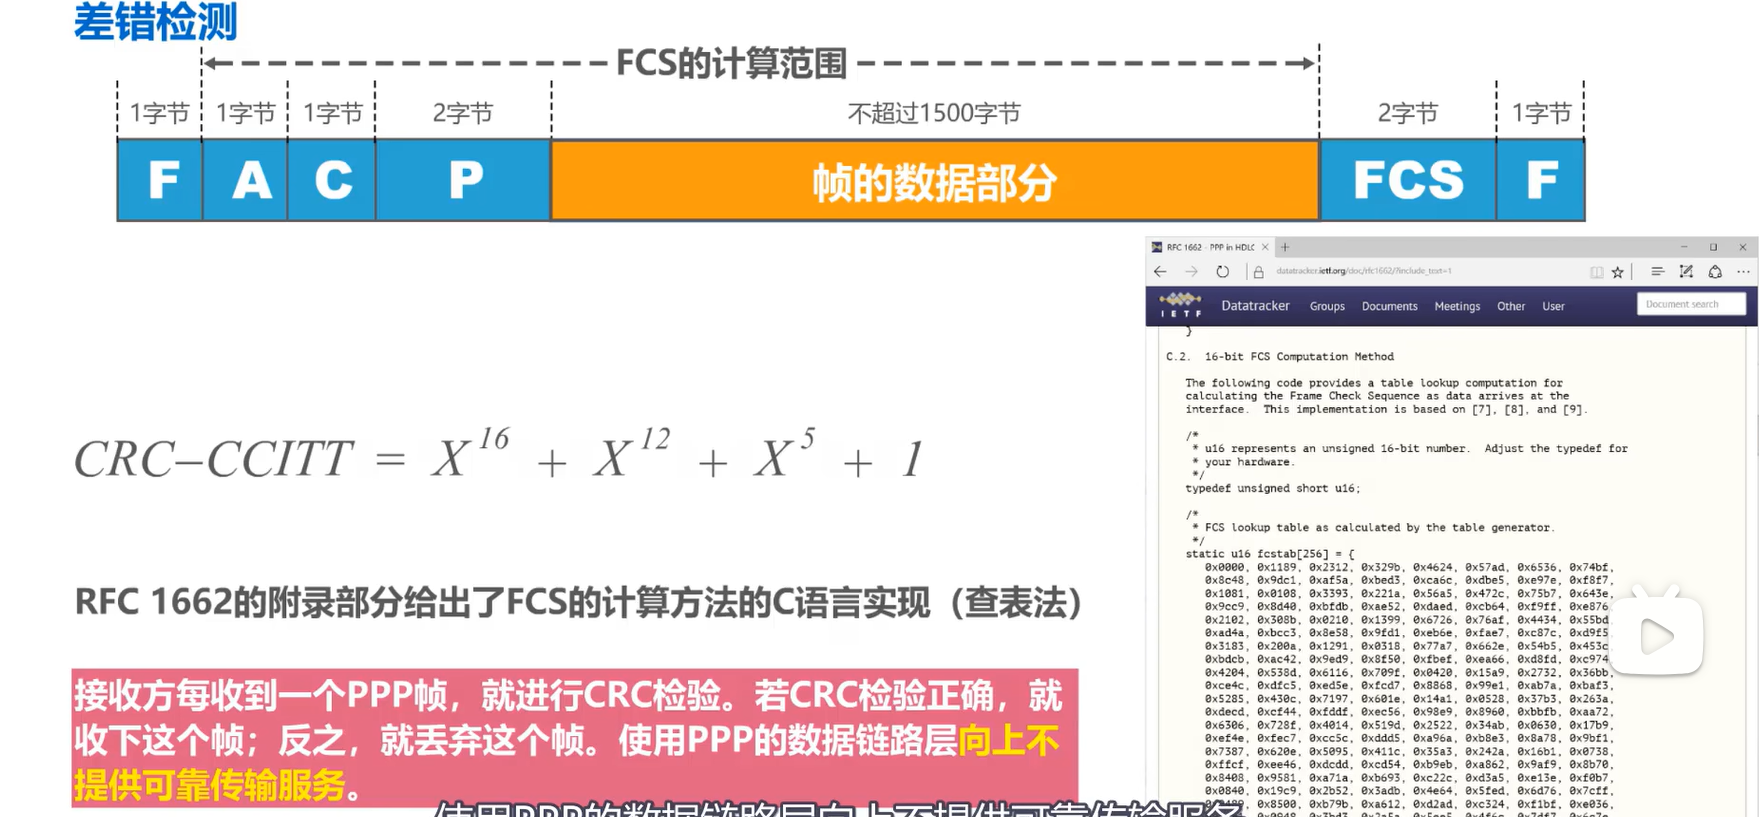 差错检测
FCS的计算范围
1字节 1字节 1字节 2字节 不超过1500字节 2字节 1字节
F A C P 帧的数据部分 FCS F
CRC-CCITT = X^16 + X^12 + X^5 + 1
RFC 1662的附录部分给出了FCS的计算方法的C语言实现（查表法）
接收方每收到一个PPP帧，就进行CRC检验。若CRC检验正确，就
收下这个帧；反之，就丢弃这个帧。使用PPP的数据链路层向上不
提供可靠传输服务。
RFC 1662 - PPP in HDLC
datatracker.ietf.org/doc/rfc1662/?include_text=1
IETF Datatracker Groups Documents Meetings Other User Document search
}
C.2. 16-bit FCS Computation Method
The following code provides a table lookup computation for
calculating the Frame Check Sequence as data arrives at the
interface. This implementation is based on [7], [8], and [9].
/*
* u16 represents an unsigned 16-bit number. Adjust the typedef for
* your hardware.
*/
typedef unsigned short u16;
/*
* FCS lookup table as calculated by the table generator.
*/
static u16 fcstab[256] = {
0x0000, 0x1189, 0x2312, 0x329b, 0x4624, 0x57ad, 0x6536, 0x74bf,
0x8c48, 0x9dc1, 0xaf5a, 0xbed3, 0xca6c, 0xdbe5, 0xe97e, 0xf8f7,
0x1081, 0x0108, 0x3393, 0x221a, 0x56a5, 0x472c, 0x75b7, 0x643e,
0x9cc9, 0x8d40, 0xbfdb, 0xae52, 0xdaed, 0xcb64, 0xf9ff, 0xe876,
0x2102, 0x308b, 0x0210, 0x1399, 0x6726, 0x76af, 0x4434, 0x55bd,
0xad4a, 0xbcc3, 0x8e58, 0x9fd1, 0xeb6e, 0xfae7, 0xc87c, 0xd9f5,
0x3183, 0x200a, 0x1291, 0x0318, 0x77a7, 0x662e, 0x54b5, 0x453c,
0xbdcb, 0xac42, 0x9ed9, 0x8f50, 0xfbef, 0xea66, 0xd8fd, 0xc974,
0x4204, 0x538d, 0x6116, 0x709f, 0x0420, 0x15a9, 0x2732, 0x36bb,
0xce4c, 0xdfc5, 0xed5e, 0xfcd7, 0x8868, 0x99e1, 0xab7a, 0xbaf3,
0x5285, 0x430c, 0x7197, 0x601e, 0x14a1, 0x0528, 0x37b3, 0x263a,
0xdecd, 0xcf44, 0xfddf, 0xec56, 0x98e9, 0x8960, 0xbbfb, 0xaa72,
0x6306, 0x728f, 0x4014, 0x519d, 0x2522, 0x34ab, 0x0630, 0x17b9,
0xef4e, 0xfec7, 0xcc5c, 0xddd5, 0xa96a, 0xb8e3, 0x8a78, 0x9bf1,
0x7387, 0x620e, 0x5095, 0x411c, 0x35a3, 0x242a, 0x16b1, 0x0738,
0xffcf, 0xee46, 0xdcdd, 0xcd54, 0xb9eb, 0xa862, 0x9af9, 0x8b70,
0x8408, 0x9581, 0xa71a, 0xb693, 0xc22c, 0xd3a5, 0xe13e, 0xf0b7,
0x0840, 0x19c9, 0x2b52, 0x3adb, 0x4e64, 0x5fed, 0x6d76, 0x7cff,
0x8500, 0xb79b, 0xa612, 0xd2ad, 0xc324, 0xf1bf, 0xe036,
使用PPP的数据链路层向上不提供可靠传输服务